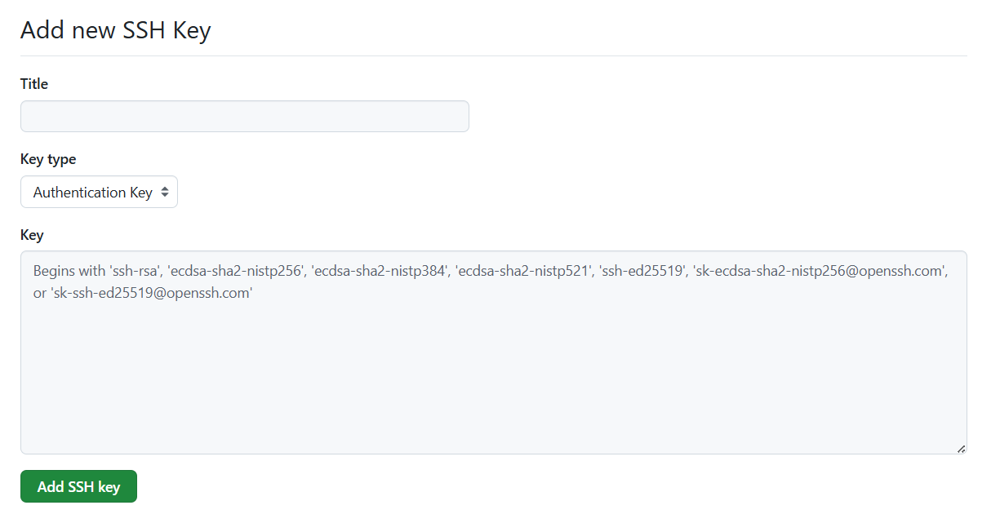 Add new SSH Key
Title
Key type
Authentication Key
Key
Begins with 'ssh-rsa', 'ecdsa-sha2-nistp256', 'ecdsa-sha2-nistp384', 'ecdsa-sha2-nistp521', 'ssh-ed25519', 'sk-ecdsa-sha2-nistp256@openssh.com',
or 'sk-ssh-ed25519@openssh.com'
Add SSH key